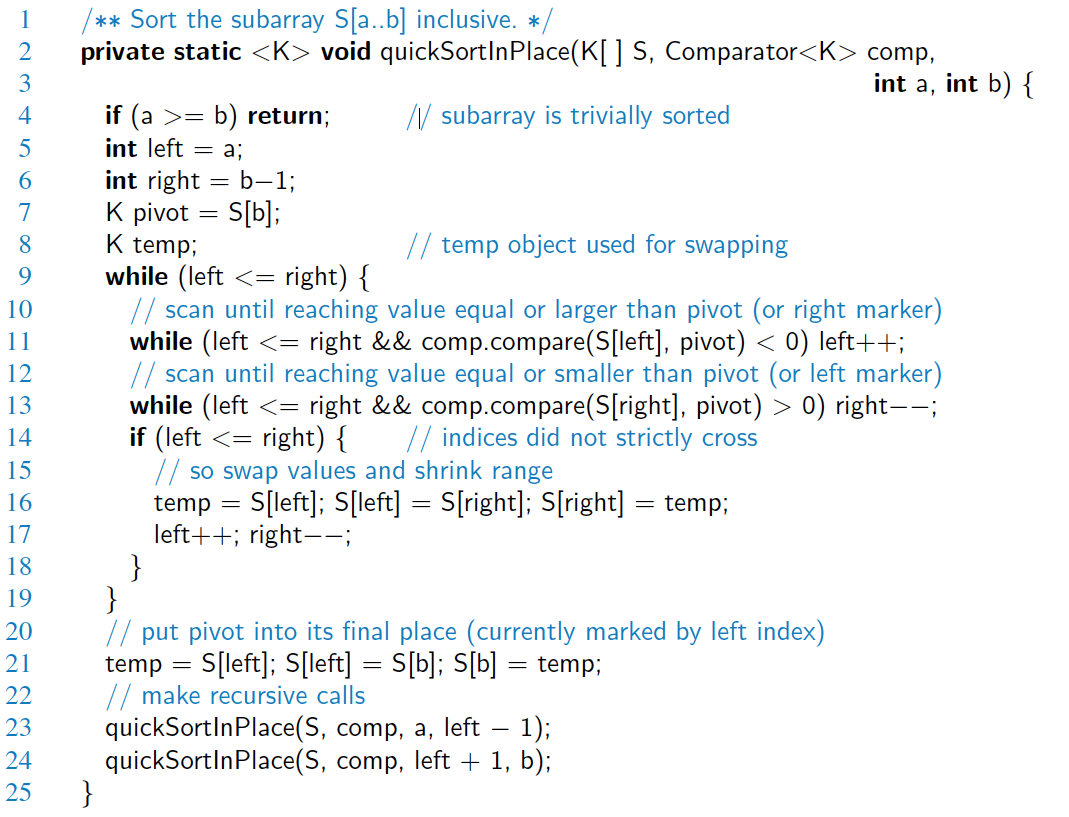 1 /** Sort the subarray S[a..b] inclusive. */
2 private static <K> void quickSortInPlace(K[ ] S, Comparator<K> comp,
3 int a, int b) {
4 if (a >= b) return; // subarray is trivially sorted
5 int left = a;
6 int right = b−1;
7 K pivot = S[b];
8 K temp; // temp object used for swapping
9 while (left <= right) {
10 // scan until reaching value equal or larger than pivot (or right marker)
11 while (left <= right && comp.compare(S[left], pivot) < 0) left++;
12 // scan until reaching value equal or smaller than pivot (or left marker)
13 while (left <= right && comp.compare(S[right], pivot) > 0) right−−;
14 if (left <= right) { // indices did not strictly cross
15 // so swap values and shrink range
16 temp = S[left]; S[left] = S[right]; S[right] = temp;
17 left++; right−−;
18 }
19 }
20 // put pivot into its final place (currently marked by left index)
21 temp = S[left]; S[left] = S[b]; S[b] = temp;
22 // make recursive calls
23 quickSortInPlace(S, comp, a, left − 1);
24 quickSortInPlace(S, comp, left + 1, b);
25 }